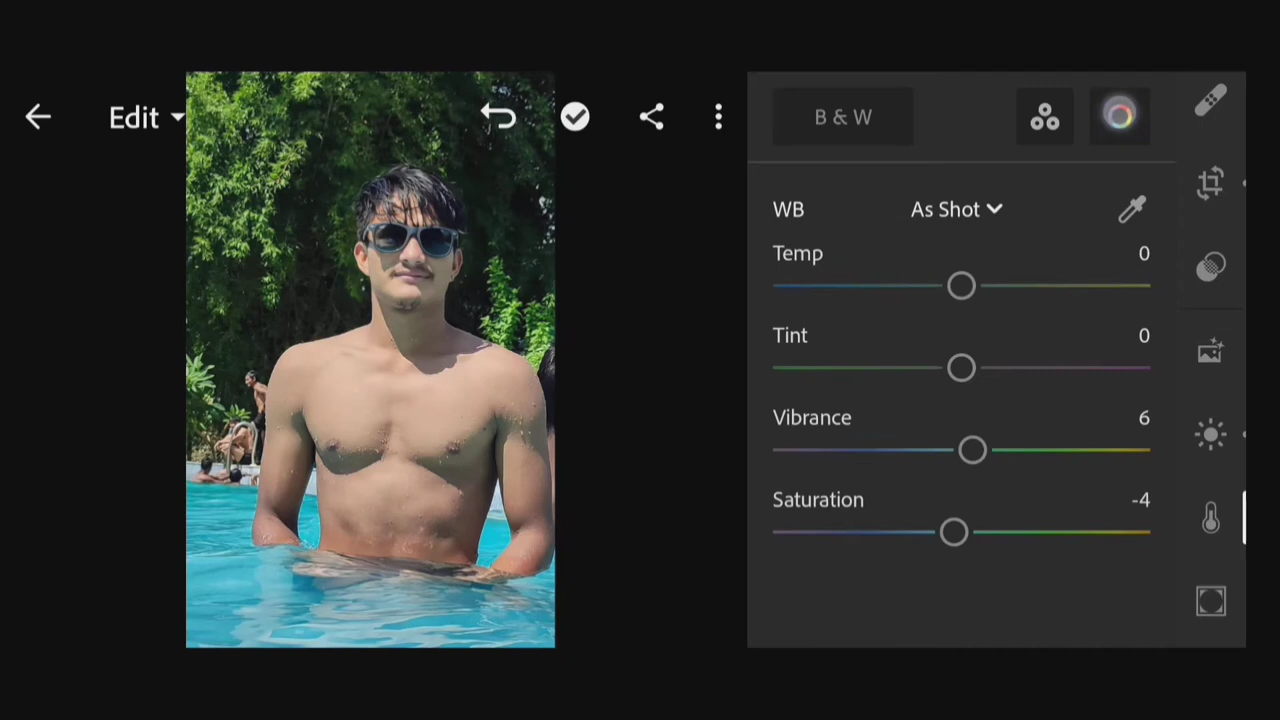 Edit
B & W
WB As Shot
Temp 0
Tint 0
Vibrance 6
Saturation -4